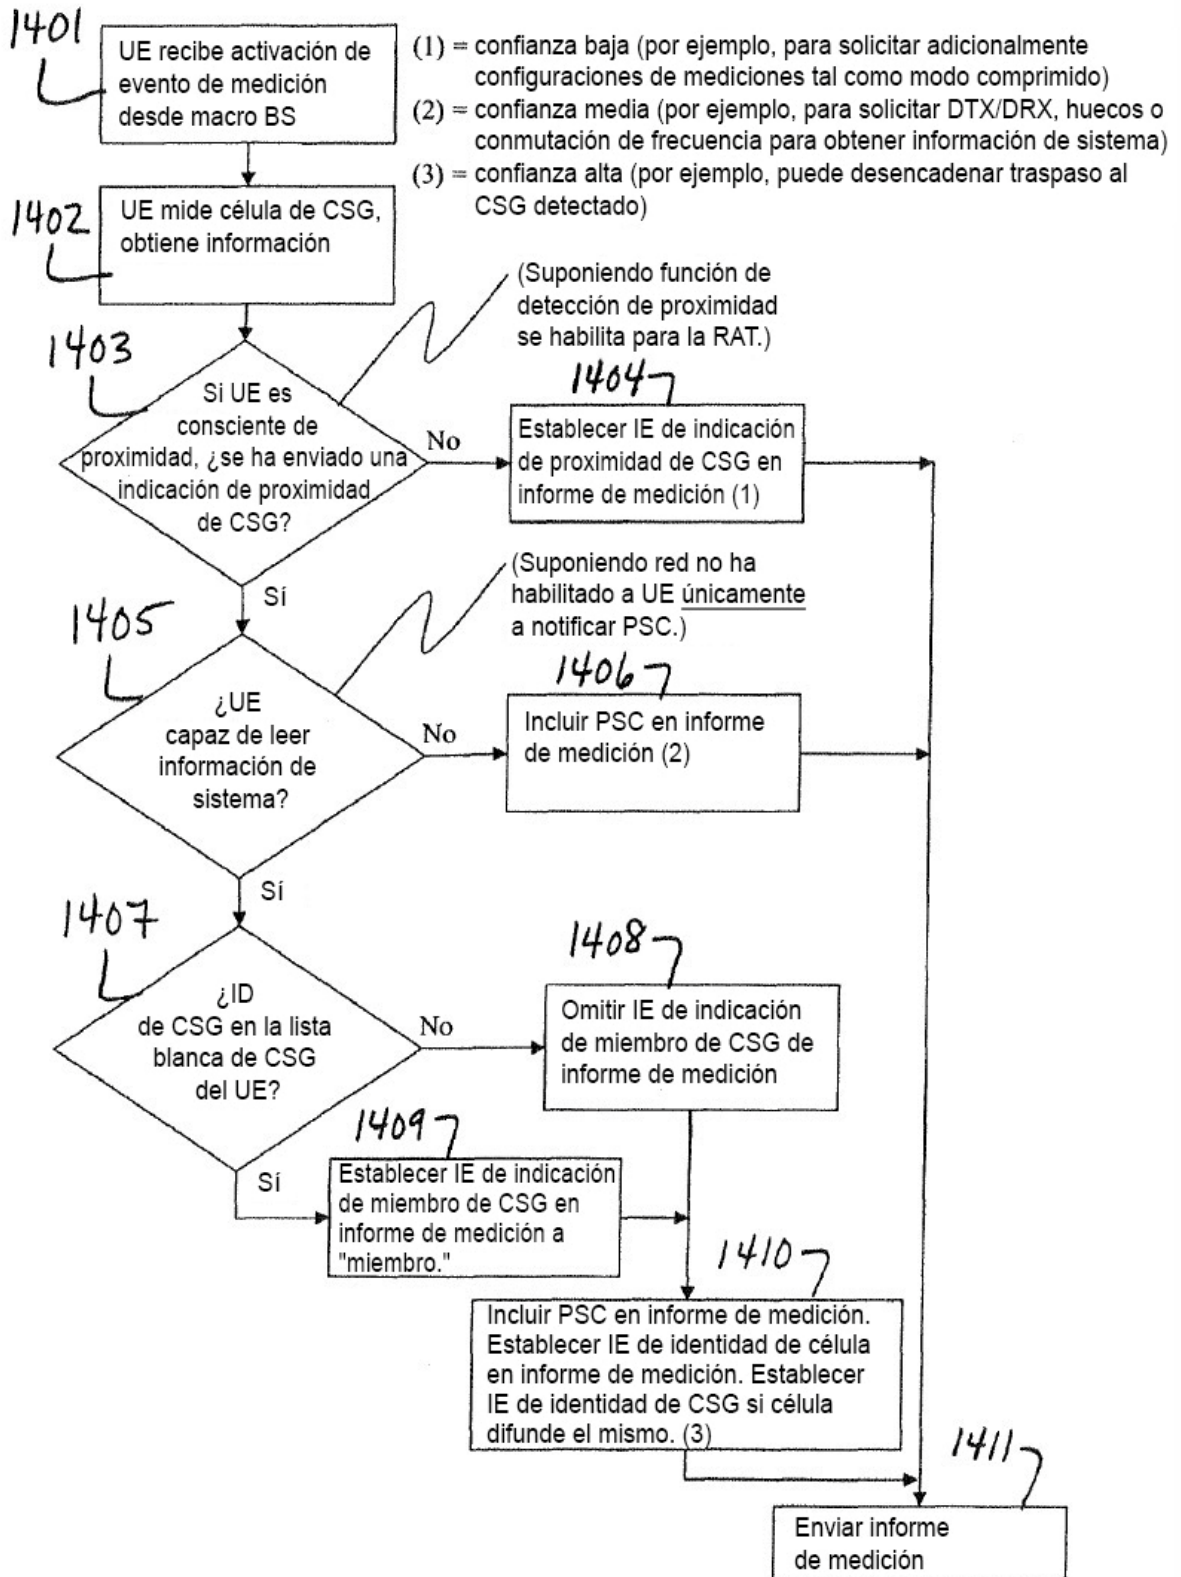 1401
UE recibe activación de
evento de medición
desde macro BS
(1) = confianza baja (por ejemplo, para solicitar adicionalmente
configuraciones de mediciones tal como modo comprimido)
(2) = confianza media (por ejemplo, para solicitar DTX/DRX, huecos o
conmutación de frecuencia para obtener información de sistema)
(3) = confianza alta (por ejemplo, puede desencadenar traspaso al
CSG detectado)
1402
UE mide célula de CSG,
obtiene información
(Suponiendo función de
detección de proximidad
se habilita para la RAT.)
1403
Si UE es
consciente de
proximidad, ¿se ha enviado una
indicación de proximidad
de CSG?
No
1404
Establecer IE de indicación
de proximidad de CSG en
informe de medición (1)
Sí
(Suponiendo red no ha
habilitado a UE únicamente
a notificar PSC.)
1405
¿UE
capaz de leer
información de
sistema?
No
1406
Incluir PSC en informe
de medición (2)
Sí
1407
¿ID
de CSG en la lista
blanca de CSG
del UE?
No
1408
Omitir IE de indicación
de miembro de CSG de
informe de medición
Sí
1409
Establecer IE de indicación
de miembro de CSG en
informe de medición a
"miembro."
1410
Incluir PSC en informe de medición.
Establecer IE de identidad de célula
en informe de medición. Establecer
IE de identidad de CSG si célula
difunde el mismo. (3)
1411
Enviar informe
de medición